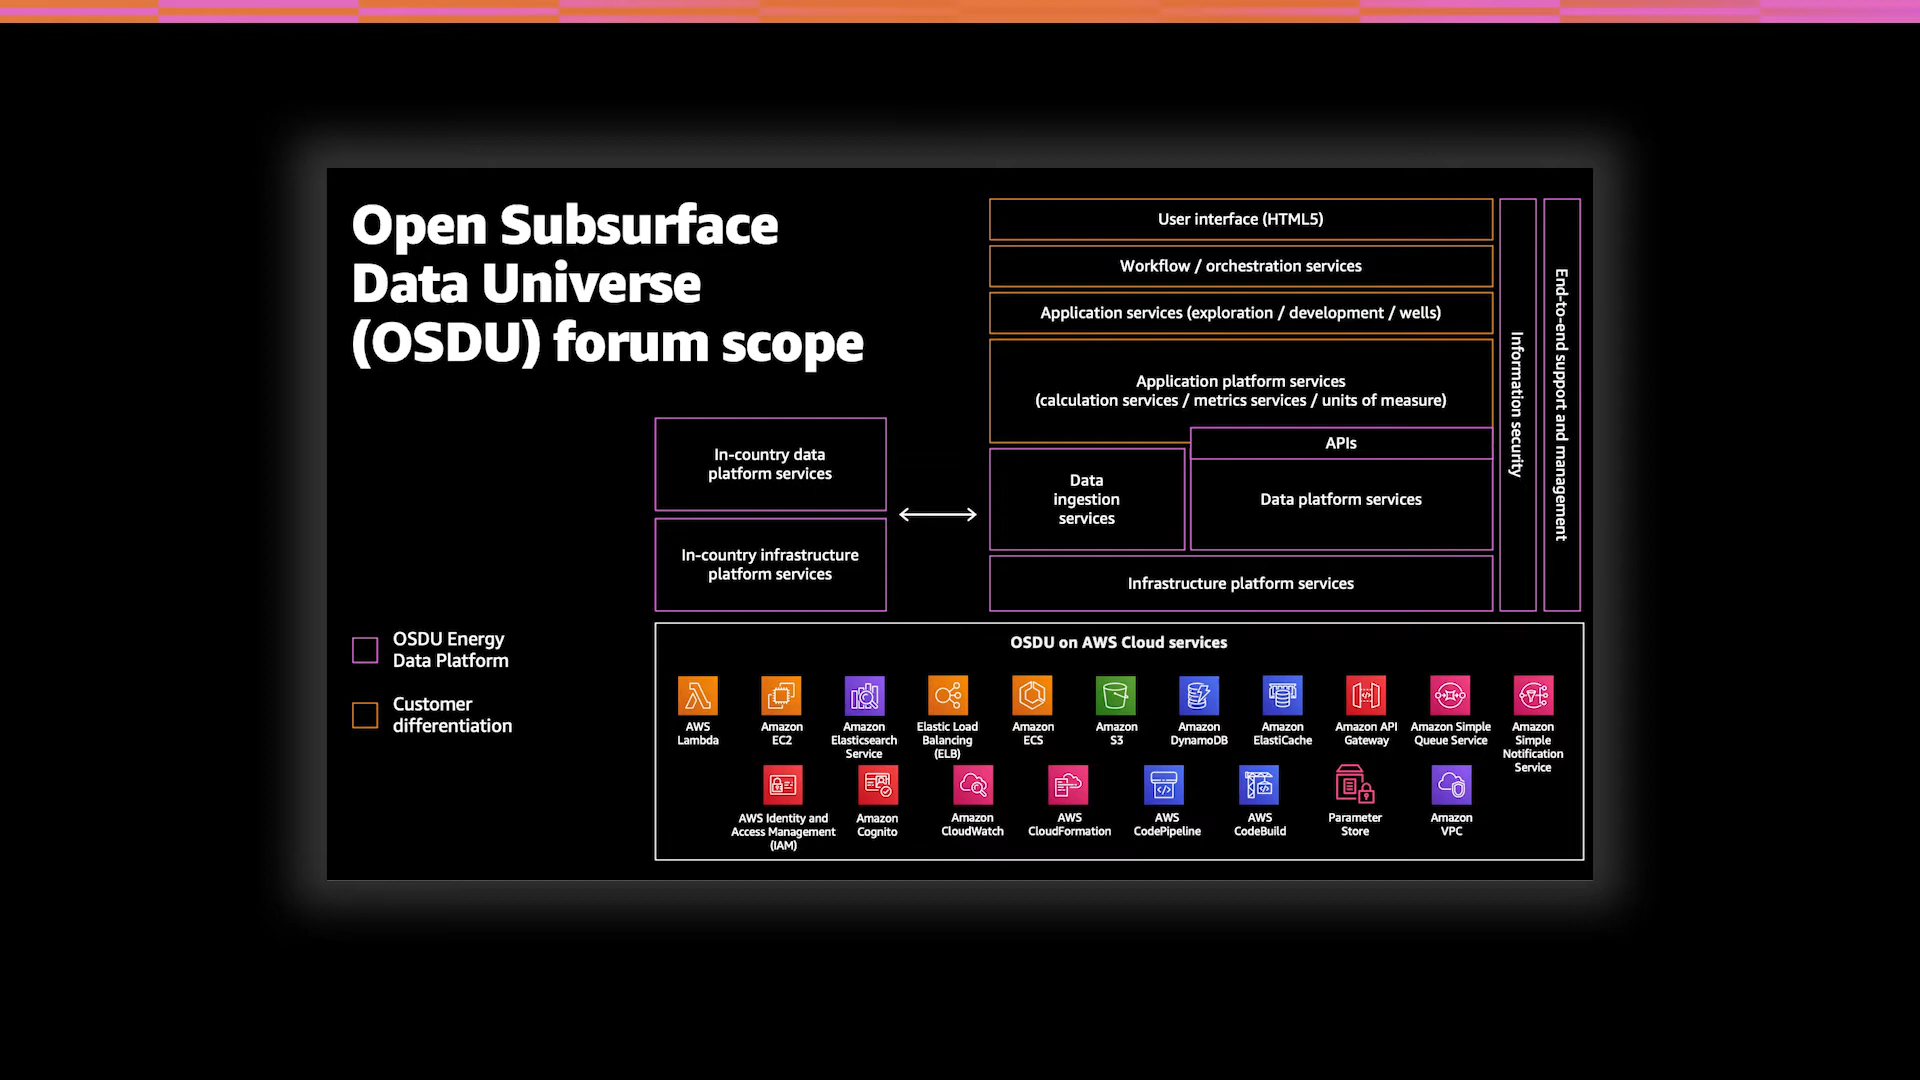 Open Subsurface
Data Universe
(OSDU) forum scope
User interface (HTML5)
Workflow / orchestration services
Application services (exploration / development / wells)
Application platform services
(calculation services / metrics services / units of measure)
APIs
Data
ingestion
services
Data platform services
Infrastructure platform services
Information security
End-to-end support and management
In-country data
platform services
In-country infrastructure
platform services
OSDU Energy
Data Platform
Customer
differentiation
OSDU on AWS Cloud services
AWS
Lambda
Amazon
EC2
Amazon
Elasticsearch
Service
Elastic Load
Balancing
(ELB)
Amazon
ECS
Amazon
S3
Amazon
DynamoDB
Amazon
ElastiCache
Amazon API
Gateway
Amazon Simple
Queue Service
Amazon
Simple
Notification
Service
AWS Identity and
Access Management
(IAM)
Amazon
Cognito
Amazon
CloudWatch
AWS
CloudFormation
AWS
CodePipeline
AWS
CodeBuild
Parameter
Store
Amazon
VPC